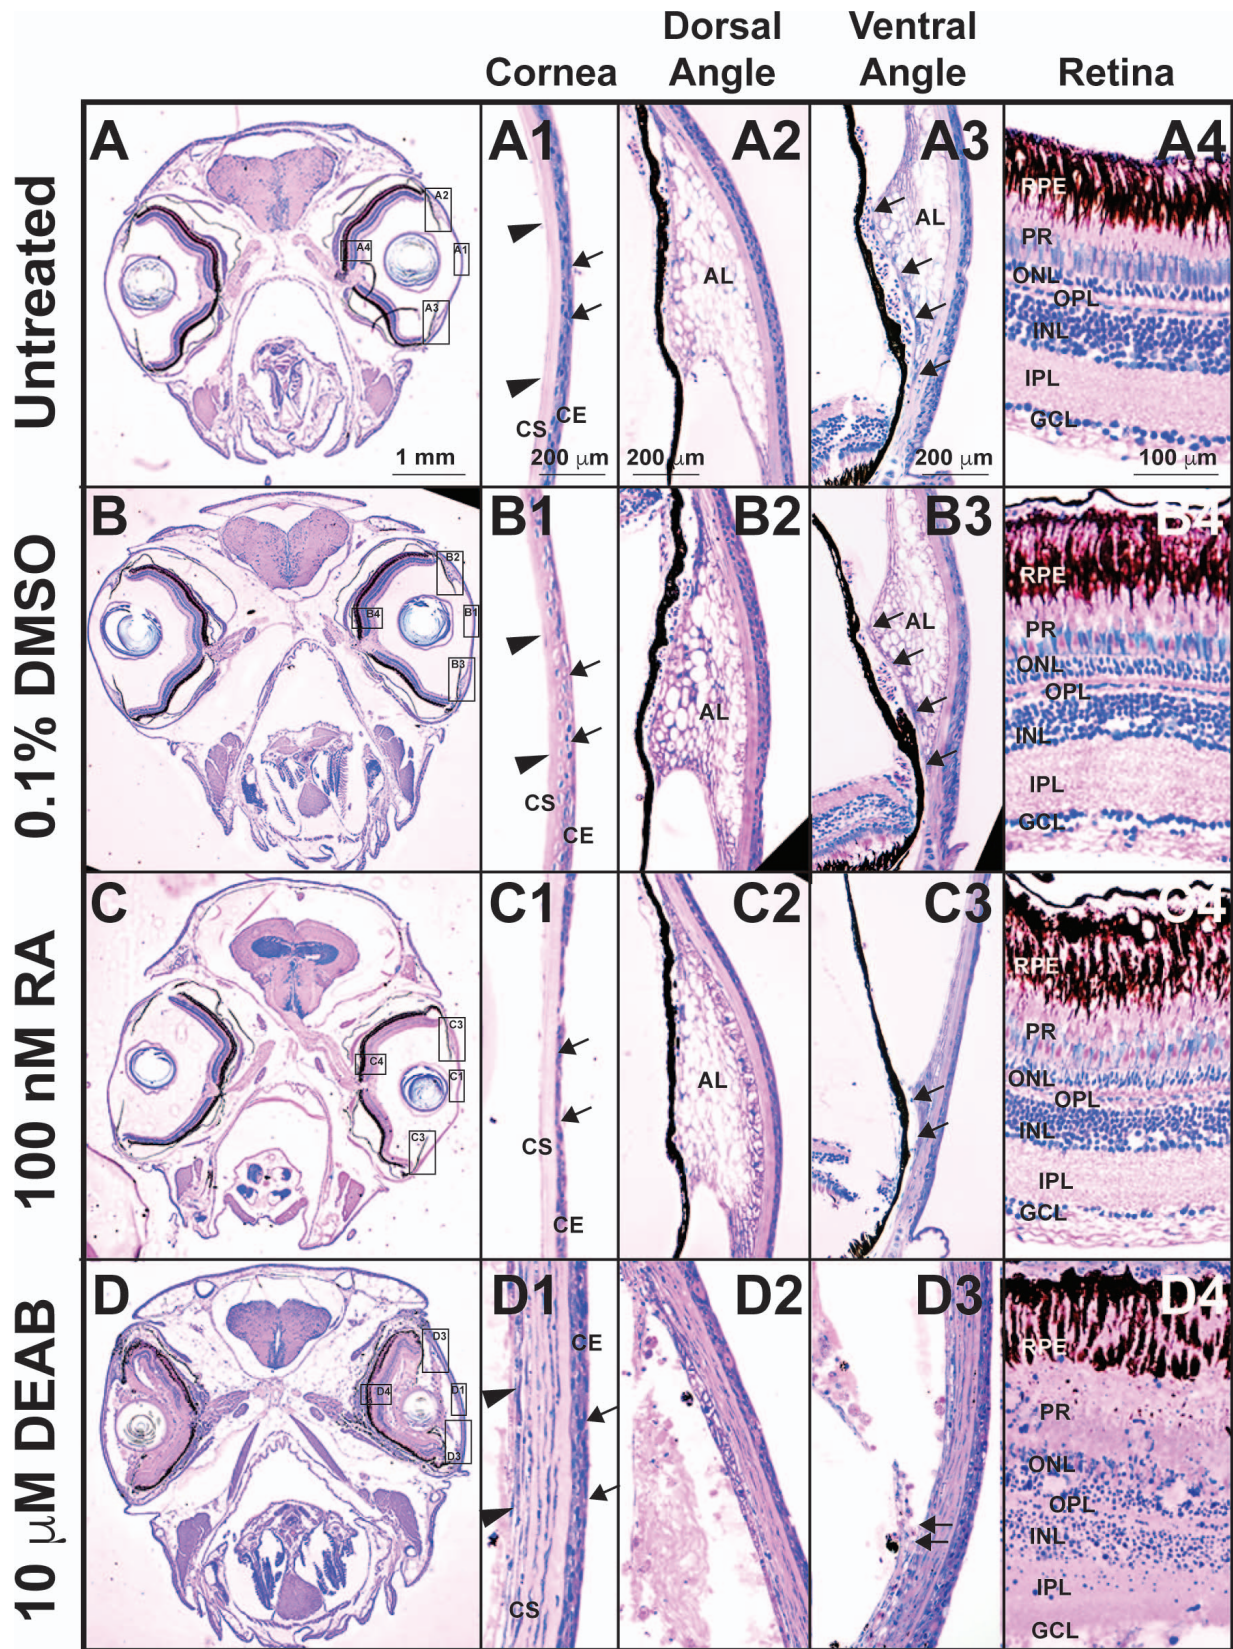 Cornea
Dorsal
Angle
Ventral
Angle
Retina
Untreated
A
A2
A1
A4
A3
1 mm
A1
CS
CE
200 μm
A2
AL
200 μm
A3
AL
200 μm
A4
RPE
PR
ONL
OPL
INL
IPL
GCL
100 μm
0.1% DMSO
B
B2
B1
B4
B3
B1
CS
CE
B2
AL
B3
AL
B4
RPE
PR
ONL
OPL
INL
IPL
GCL
100 nM RA
C
C3
C1
C4
C3
C1
CS
CE
C2
AL
C3
C4
RPE
PR
ONL
OPL
INL
IPL
GCL
10 μM DEAB
D
D3
D1
D4
D3
D1
CE
CS
D2
D3
D4
RPE
PR
ONL
OPL
INL
IPL
GCL